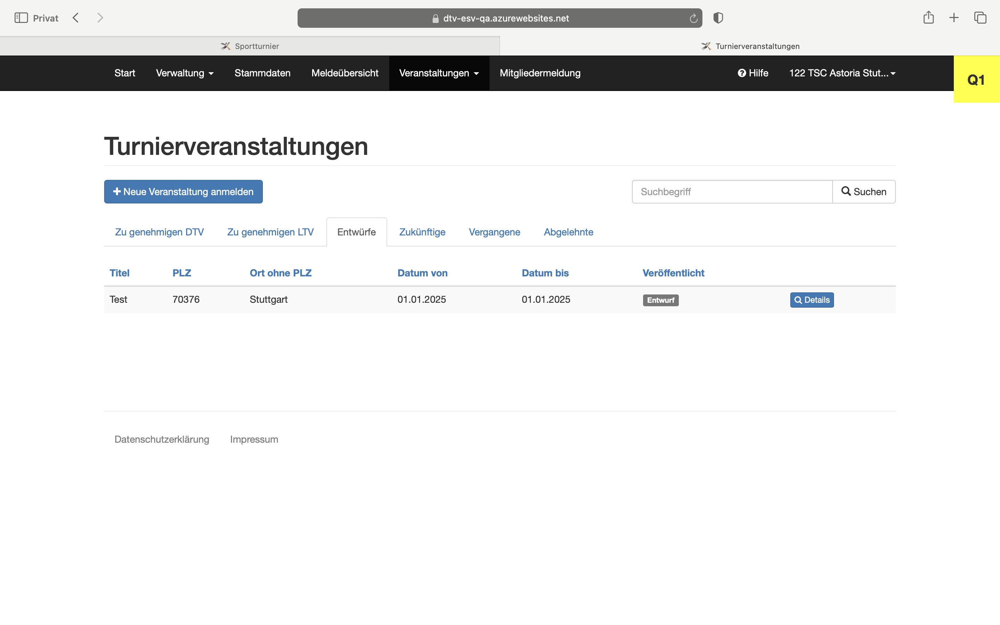 Privat
dtv-esv-qa.azurewebsites.net
Sportturnier
Turnierveranstaltungen
Start Verwaltung Stammdaten Meldeübersicht Veranstaltungen Mitgliedermeldung Hilfe 122 TSC Astoria Stut...
Q1
Turnierveranstaltungen
Neue Veranstaltung anmelden
Suchbegriff Suchen
Zu genehmigen DTV Zu genehmigen LTV Entwürfe Zukünftige Vergangene Abgelehnte
Titel PLZ Ort ohne PLZ Datum von Datum bis Veröffentlicht
Test 70376 Stuttgart 01.01.2025 01.01.2025 Entwurf Details
Datenschutzerklärung Impressum